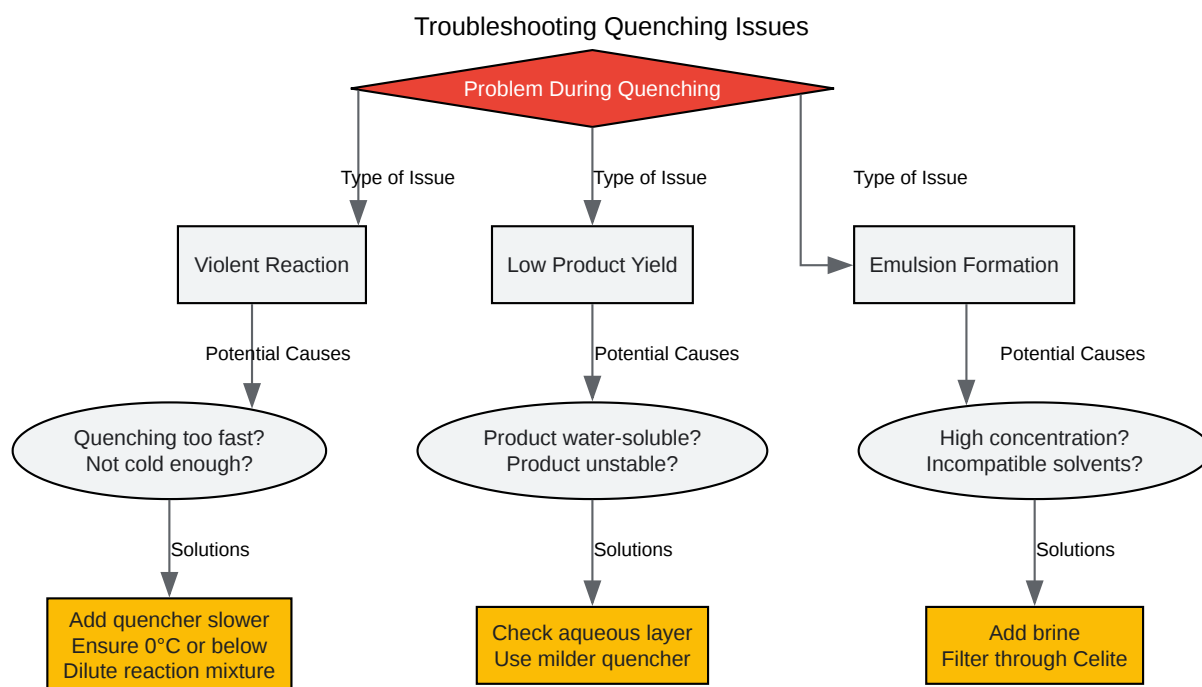 Troubleshooting Quenching Issues
Problem During Quenching
Type of Issue
Type of Issue
Type of Issue
Violent Reaction
Low Product Yield
Emulsion Formation
Potential Causes
Potential Causes
Potential Causes
Quenching too fast?
Not cold enough?
Product water-soluble?
Product unstable?
High concentration?
Incompatible solvents?
Solutions
Solutions
Solutions
Add quencher slower
Ensure 0°C or below
Dilute reaction mixture
Check aqueous layer
Use milder quencher
Add brine
Filter through Celite